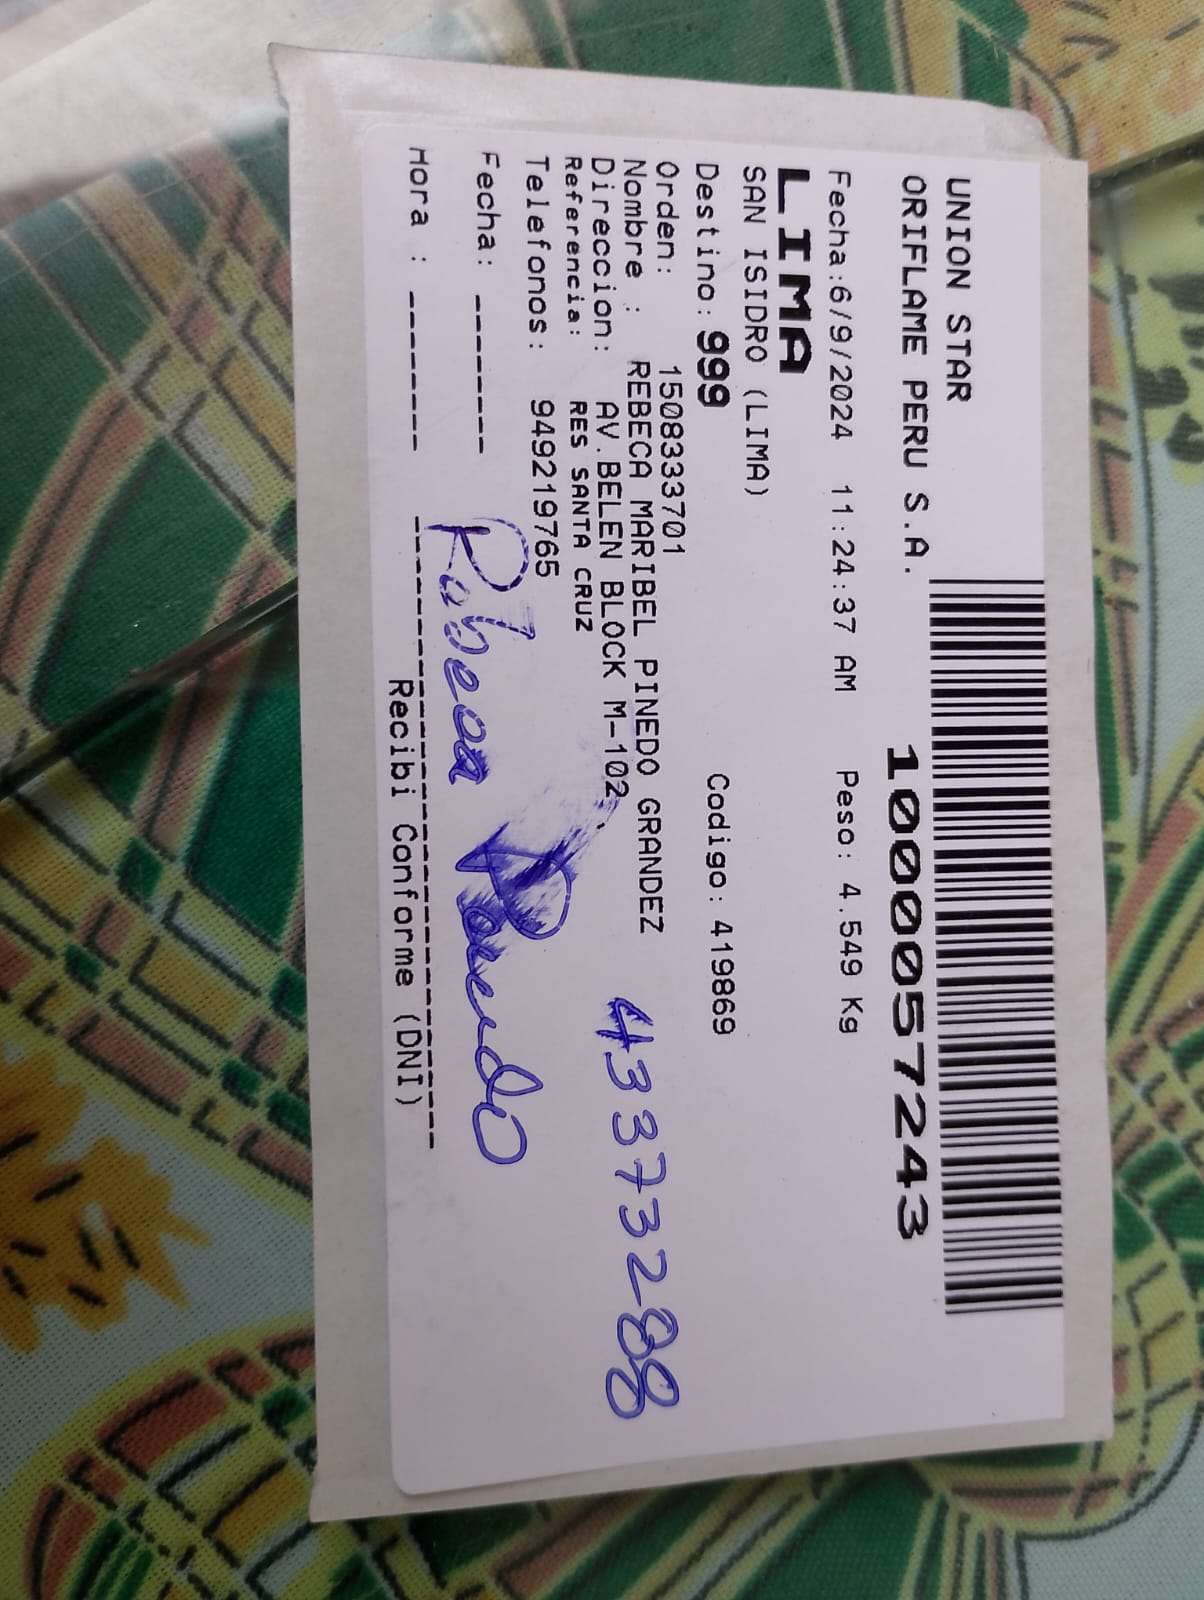 UNION STAR
ORIFLAME PERU S.A.
1000057243
Fecha:6/9/2024 11:24:37 AM Peso: 4.549 Kg
LIMA
SAN ISIDRO (LIMA)
Destino: 999 Codigo: 419869
Orden: 1508333701
Nombre : REBECA MARIBEL PINEDO GRANDEZ
Direccion: AV.BELEN BLOCK M-102,
Referencia: RES SANTA CRUZ
Telefonos: 949219765
43373288
Fecha: ------
Hora : ------
Recibi Conforme (DNI)